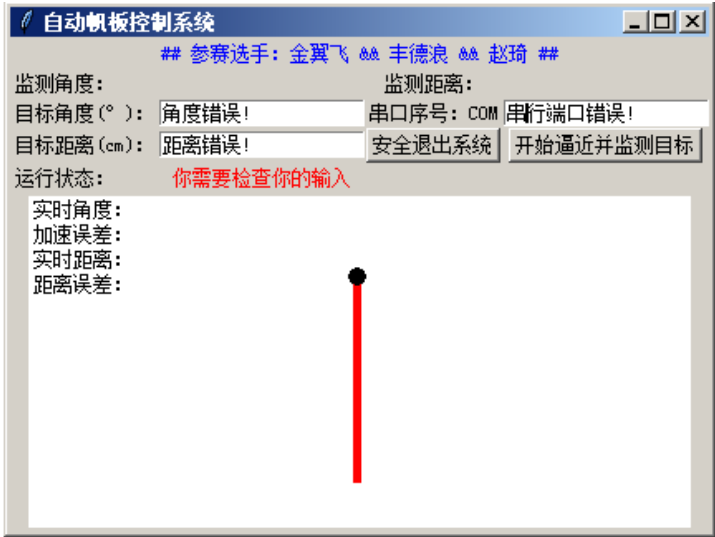 自动帆板控制系统
## 参赛选手: 金翼飞 && 丰德浪 && 赵琦 ##
监测角度: 监测距离:
目标角度(° ): 角度错误! 串口序号: COM 串行端口错误!
目标距离(cm): 距离错误! 安全退出系统 开始逼近并监测目标
运行状态: 你需要检查你的输入
实时角度:
加速误差:
实时距离:
距离误差: